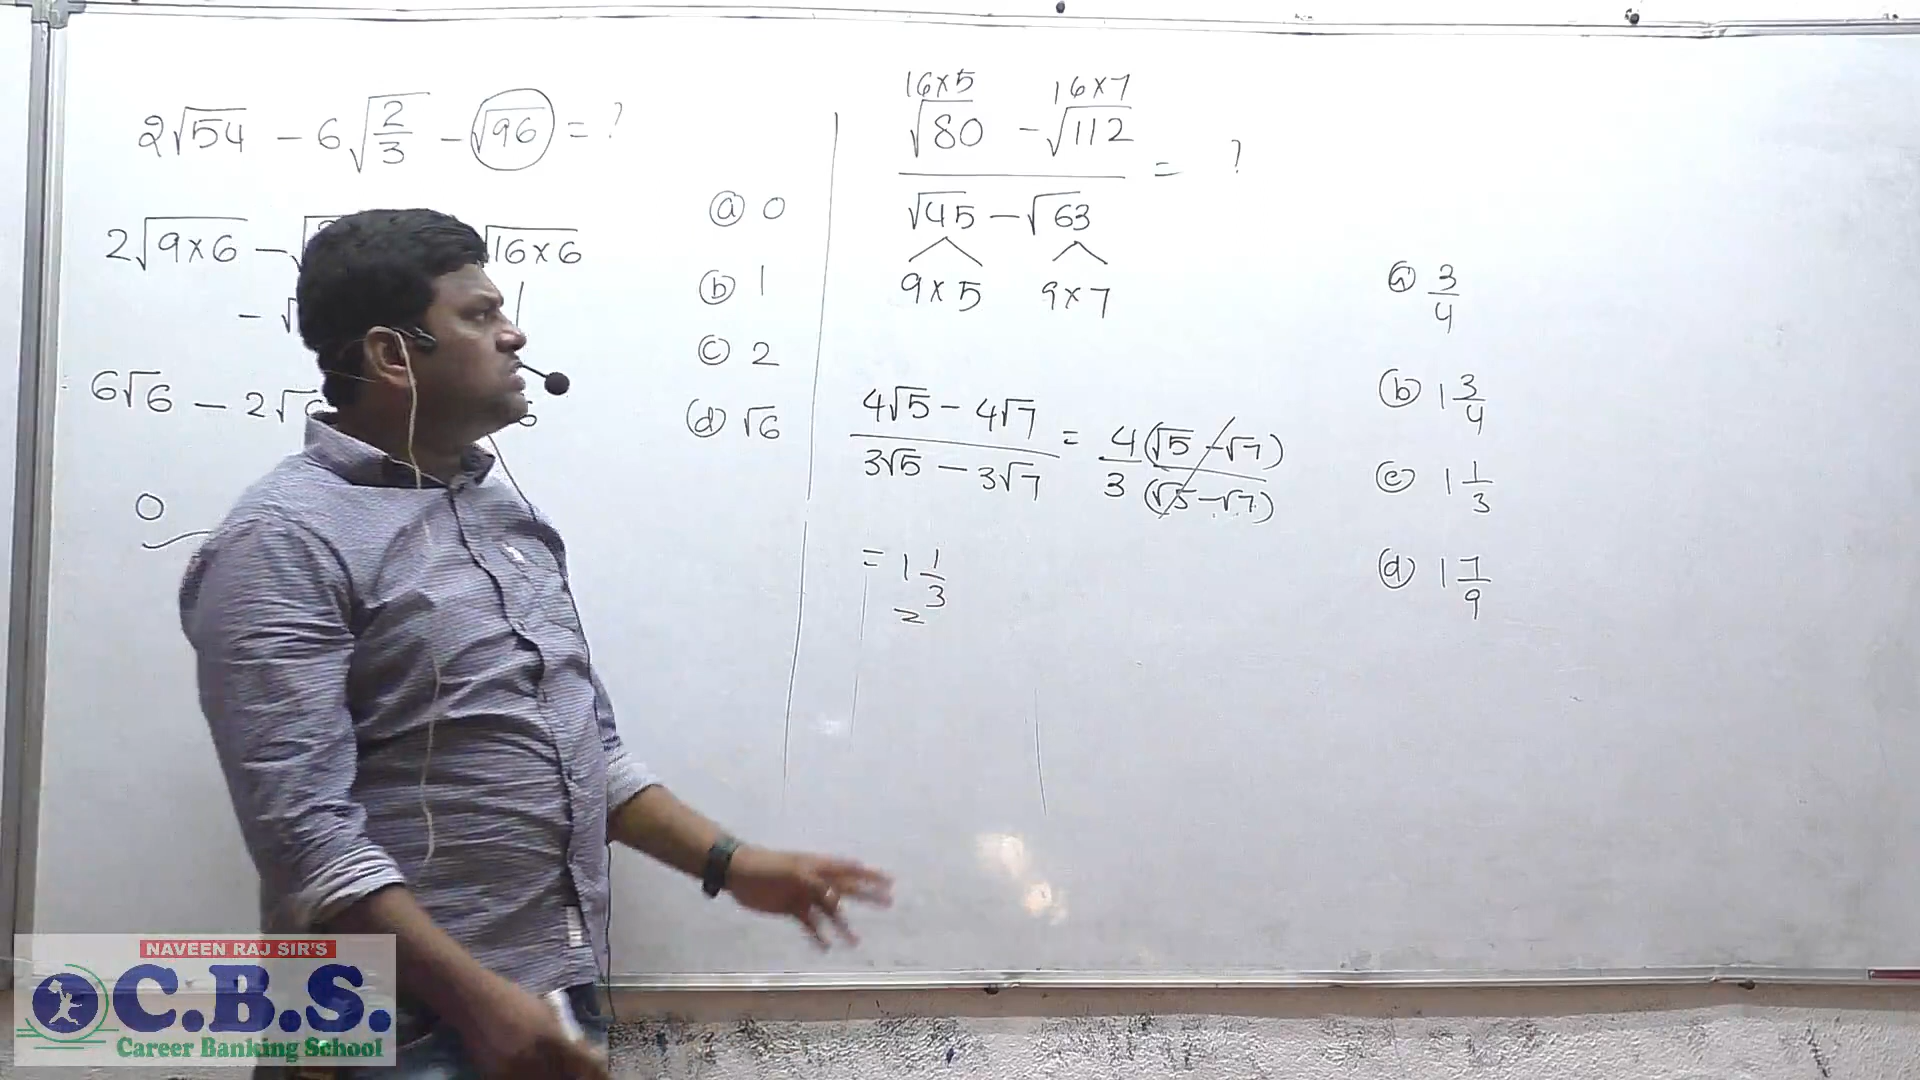 2√54 - 6√2/3 - √96 = ?
2√9×6 -
√16×6
- √
6√6 - 2√6
0
ⓐ 0
ⓑ 1
ⓒ 2
ⓓ √6
16×5 16×7
√80 - √112
= ?
√45 - √63
9×5 9×7
4√5 - 4√7 / 3√5 - 3√7 = 4(√5 - √7) / 3(√5 - √7)
= 1 1/3
ⓐ 3/4
ⓑ 1 3/4
ⓒ 1 1/3
ⓓ 1 7/9
NAVEEN RAJ SIR'S
C.B.S.
Career Banking School